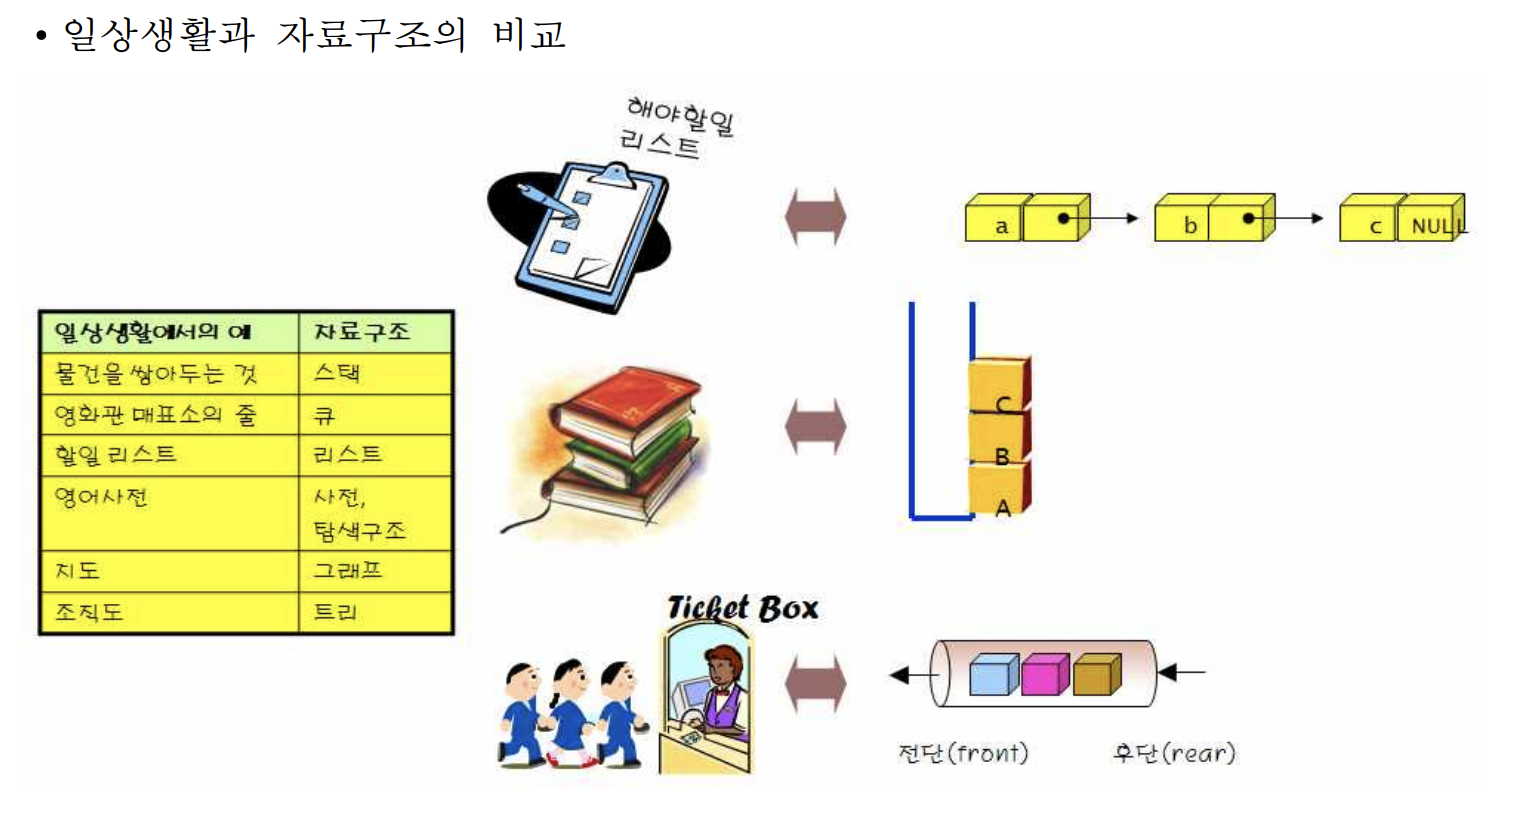 • 일상생활과 자료구조의 비교
해야할일
리스트
a
b
c NULL
일상생활에서의 예 자료구조
물건을 쌓아두는 것 스택
영화관 매표소의 줄 큐
할일 리스트 리스트
영어사전 사전,
탐색구조
지도 그래프
조직도 트리
C
B
A
Ticket Box
전단(front) 후단(rear)